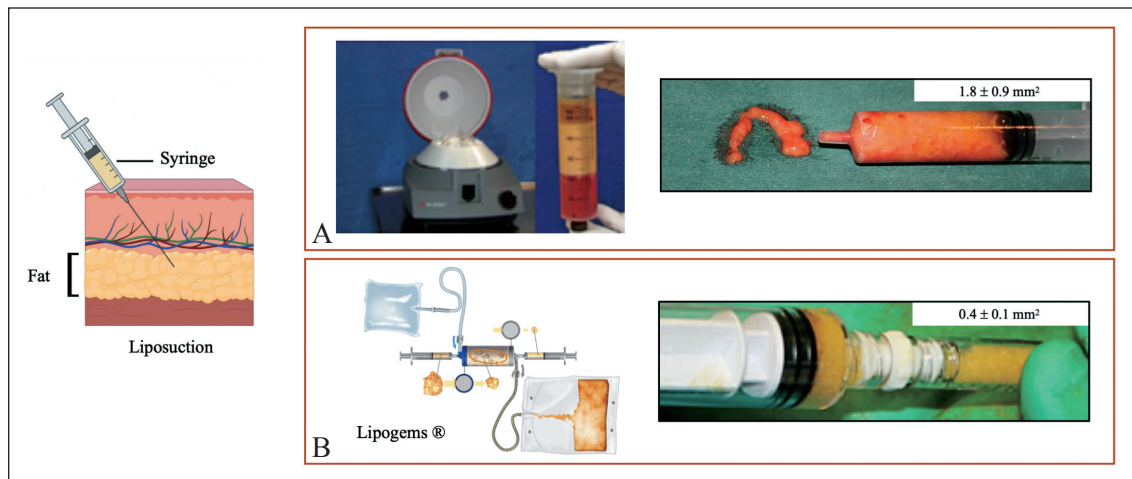 Syringe
Fat
Liposuction
A
1.8 ± 0.9 mm²
B
Lipogems ®
0.4 ± 0.1 mm²